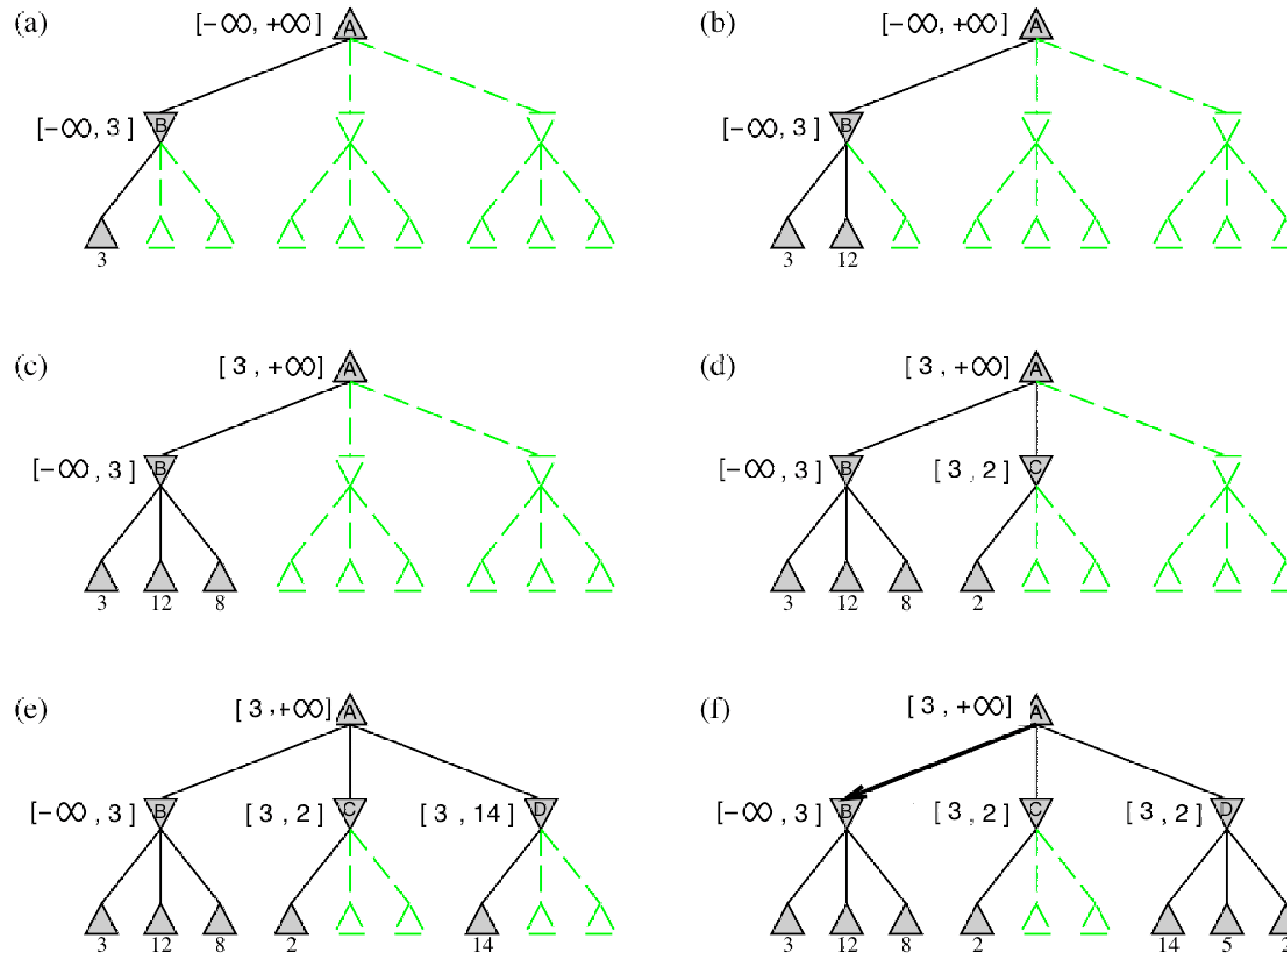 (a) [-∞, +∞] A (b) [-∞, +∞] A
[-∞, 3] B [-∞, 3] B
3 3 12
(c) [3, +∞] A (d) [3, +∞] A
[-∞, 3] B [-∞, 3] B [3, 2] C
3 12 8 3 12 8 2
(e) [3,+∞] A (f) [3, +∞] A
[-∞, 3] B [3, 2] C [3, 14] D [-∞, 3] B [3, 2] C [3, 2] D
3 12 8 2 14 3 12 8 2 14 5